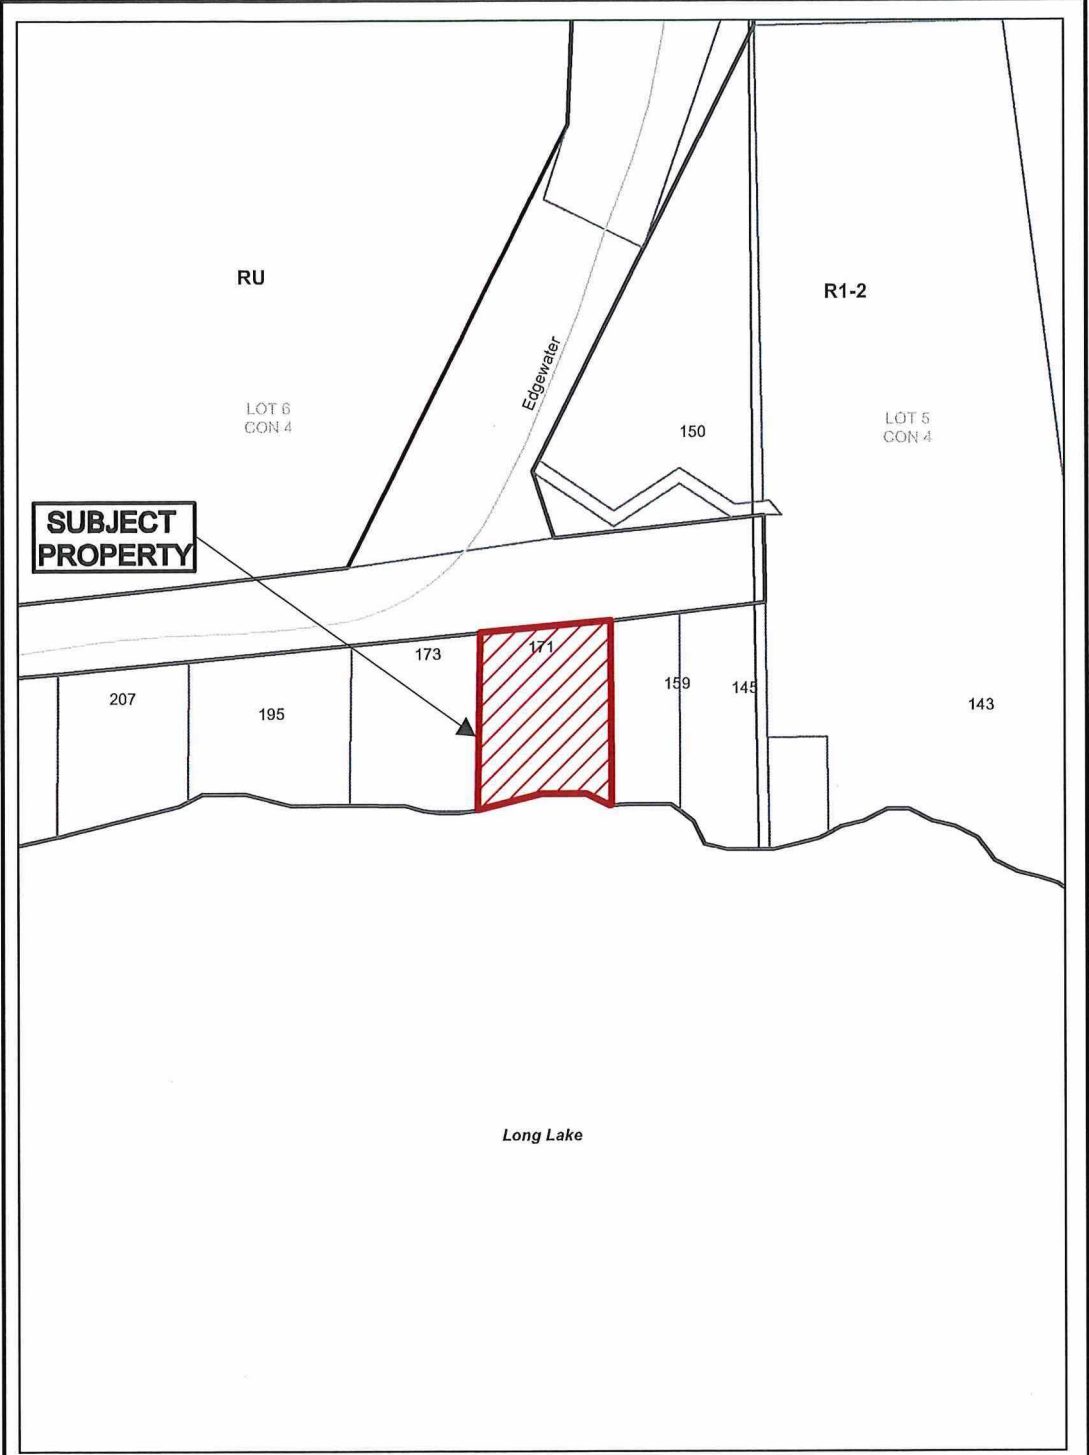 RU
R1-2
Edgewater
LOT 6
CON 4
LOT 5
CON 4
150
SUBJECT
PROPERTY
171
173
159
145
207
195
143
Long Lake